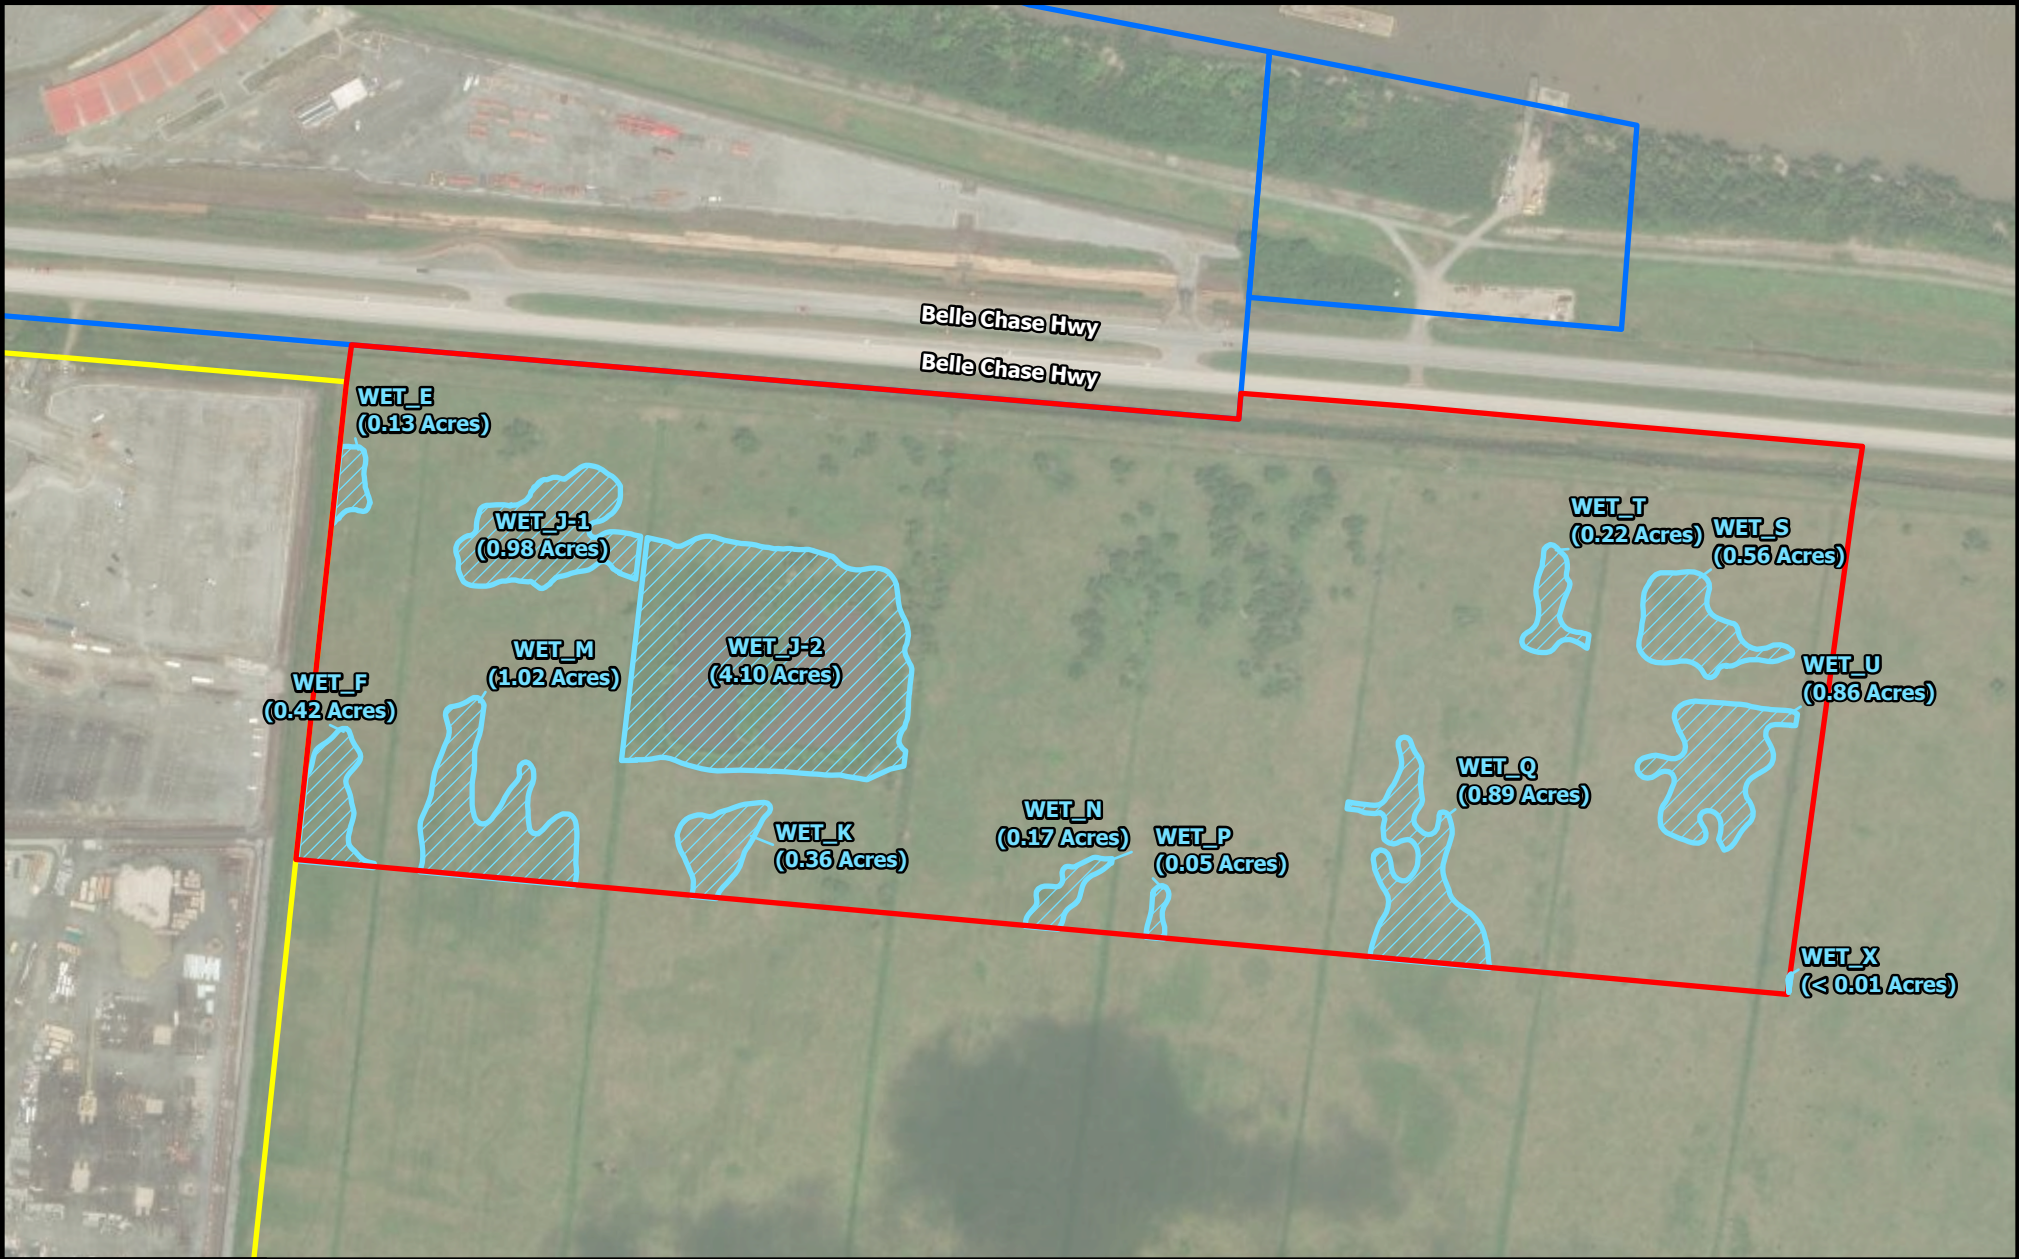 Belle Chase Hwy
Belle Chase Hwy
WET_E
(0.13 Acres)
WET_J-1
(0.98 Acres)
WET_T
(0.22 Acres)
WET_S
(0.56 Acres)
WET_M
(1.02 Acres)
WET_J-2
(4.10 Acres)
WET_F
(0.42 Acres)
WET_U
(0.86 Acres)
WET_Q
(0.89 Acres)
WET_K
(0.36 Acres)
WET_N
(0.17 Acres)
WET_P
(0.05 Acres)
WET_X
(< 0.01 Acres)